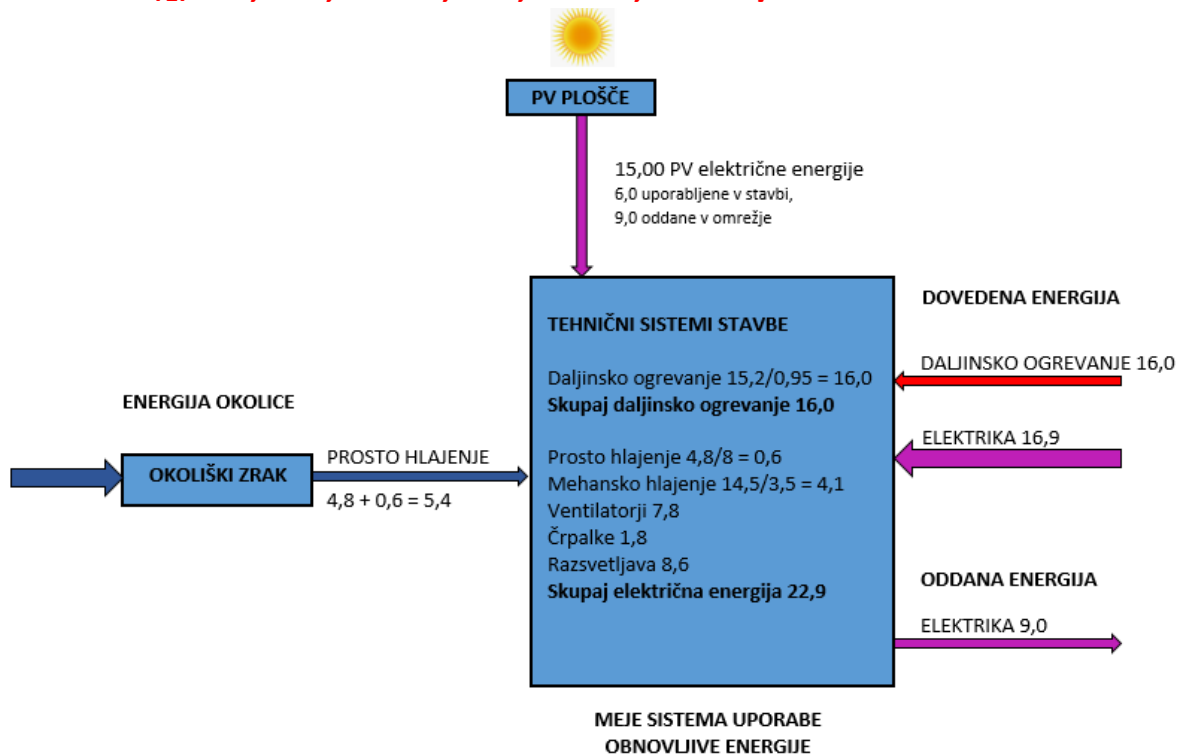 PV PLOŠČE
15,00 PV električne energije
6,0 uporabljene v stavbi,
9,0 oddane v omrežje
ENERGIJA OKOLICE
OKOLIŠKI ZRAK
PROSTO HLAJENJE
4,8 + 0,6 = 5,4
TEHNIČNI SISTEMI STAVBE
Daljinsko ogrevanje 15,2/0,95 = 16,0
Skupaj daljinsko ogrevanje 16,0
Prosto hlajenje 4,8/8 = 0,6
Mehansko hlajenje 14,5/3,5 = 4,1
Ventilatorji 7,8
Črpalke 1,8
Razsvetljava 8,6
Skupaj električna energija 22,9
DOVEDENA ENERGIJA
DALJINSKO OGREVANJE 16,0
ELEKTRIKA 16,9
ODDANA ENERGIJA
ELEKTRIKA 9,0
MEJE SISTEMA UPORABE
OBNOVLJIVE ENERGIJE